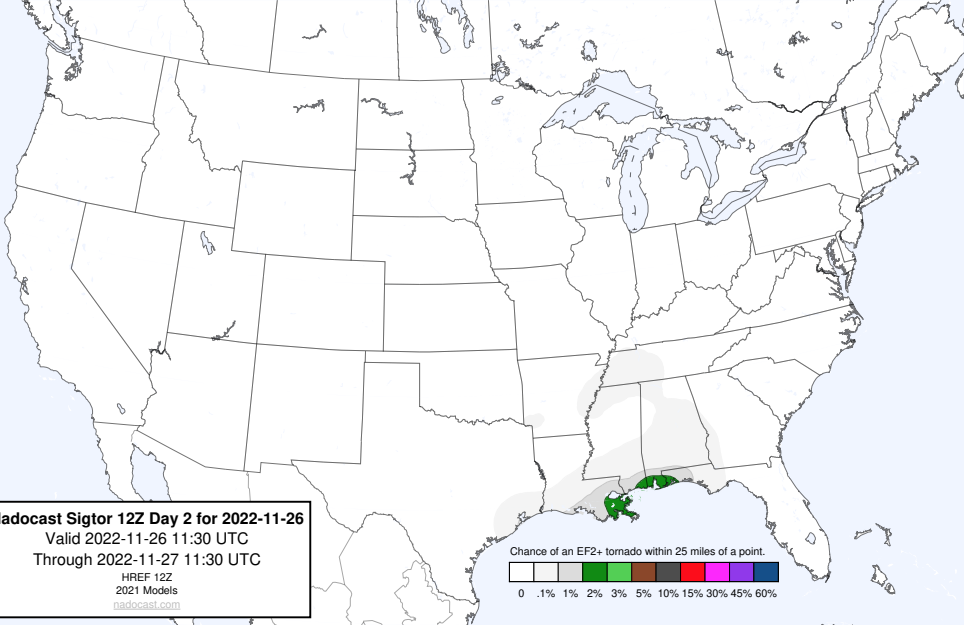 adocast Sigtor 12Z Day 2 for 2022-11-26
Valid 2022-11-26 11:30 UTC
Through 2022-11-27 11:30 UTC
HREF 12Z
2021 Models
nadocast.com
Chance of an EF2+ tornado within 25 miles of a point.
0 .1% 1% 2% 3% 5% 10% 15% 30% 45% 60%